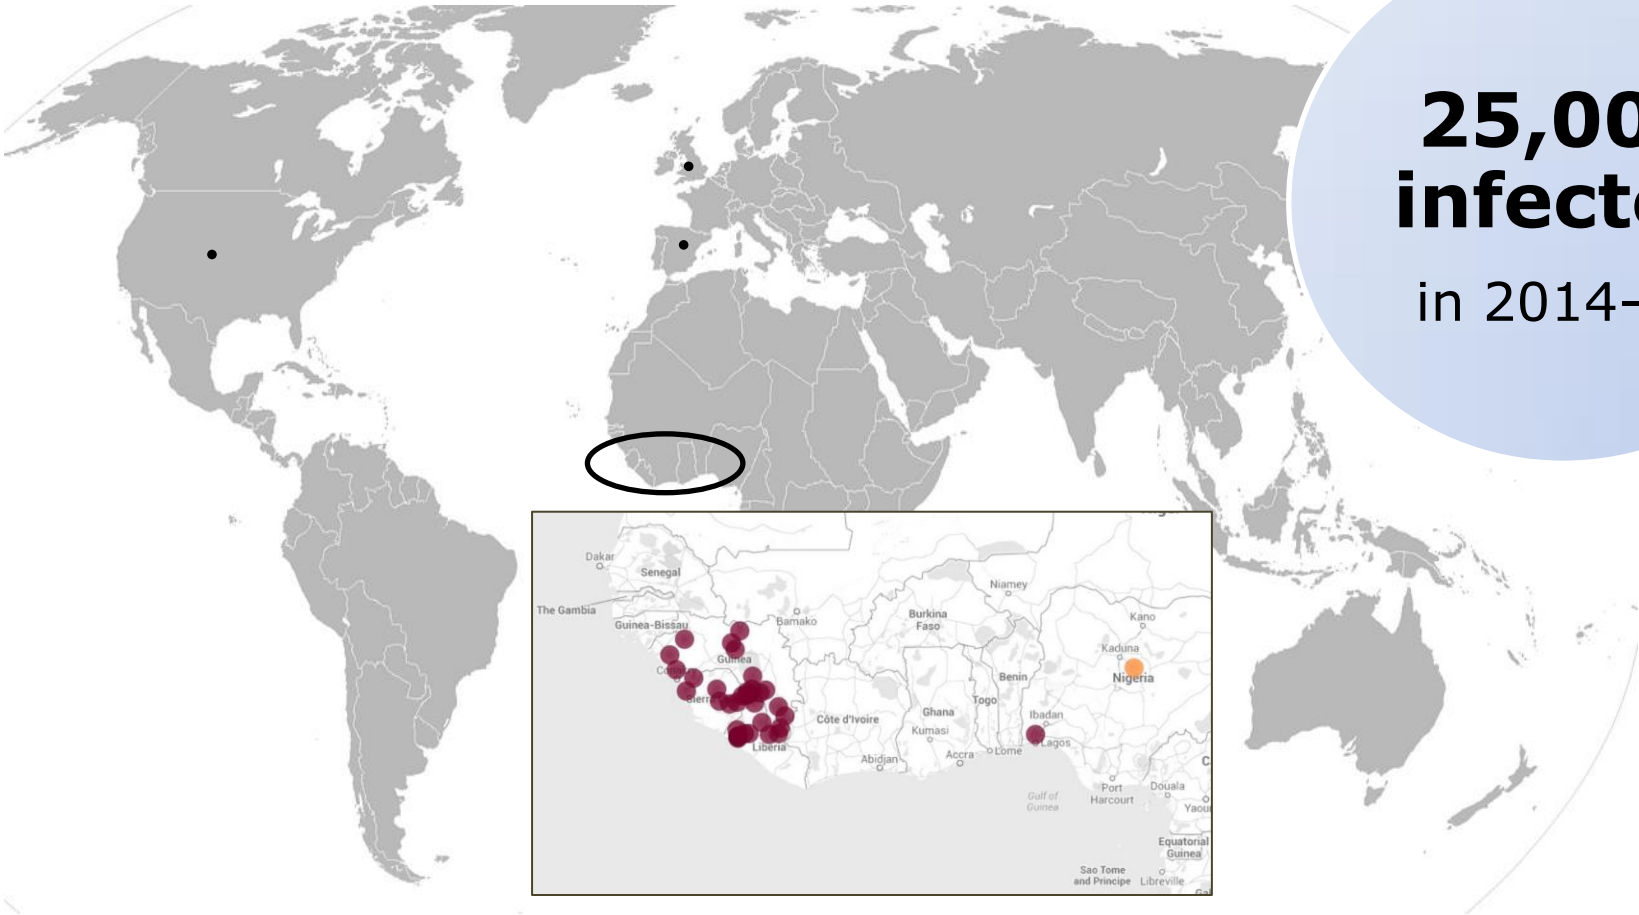 25,00
infect
in 2014-
Dakar
Senegal
Niamey
The Gambia
Burkina
Faso
Kano
Guinea-Bissau
Bamako
Kaduna
Guinea
Nigeria
Benin
Togo
Ghana
Ibadan
Côte d'Ivoire
Kumasi
Lagos
Liberia
Abidjan
Accra
Lome
Port
Harcourt
Douala
Gulf of
Guinea
Yaou
Equatorial
Guinea
Sao Tome
and Principe
Libreville